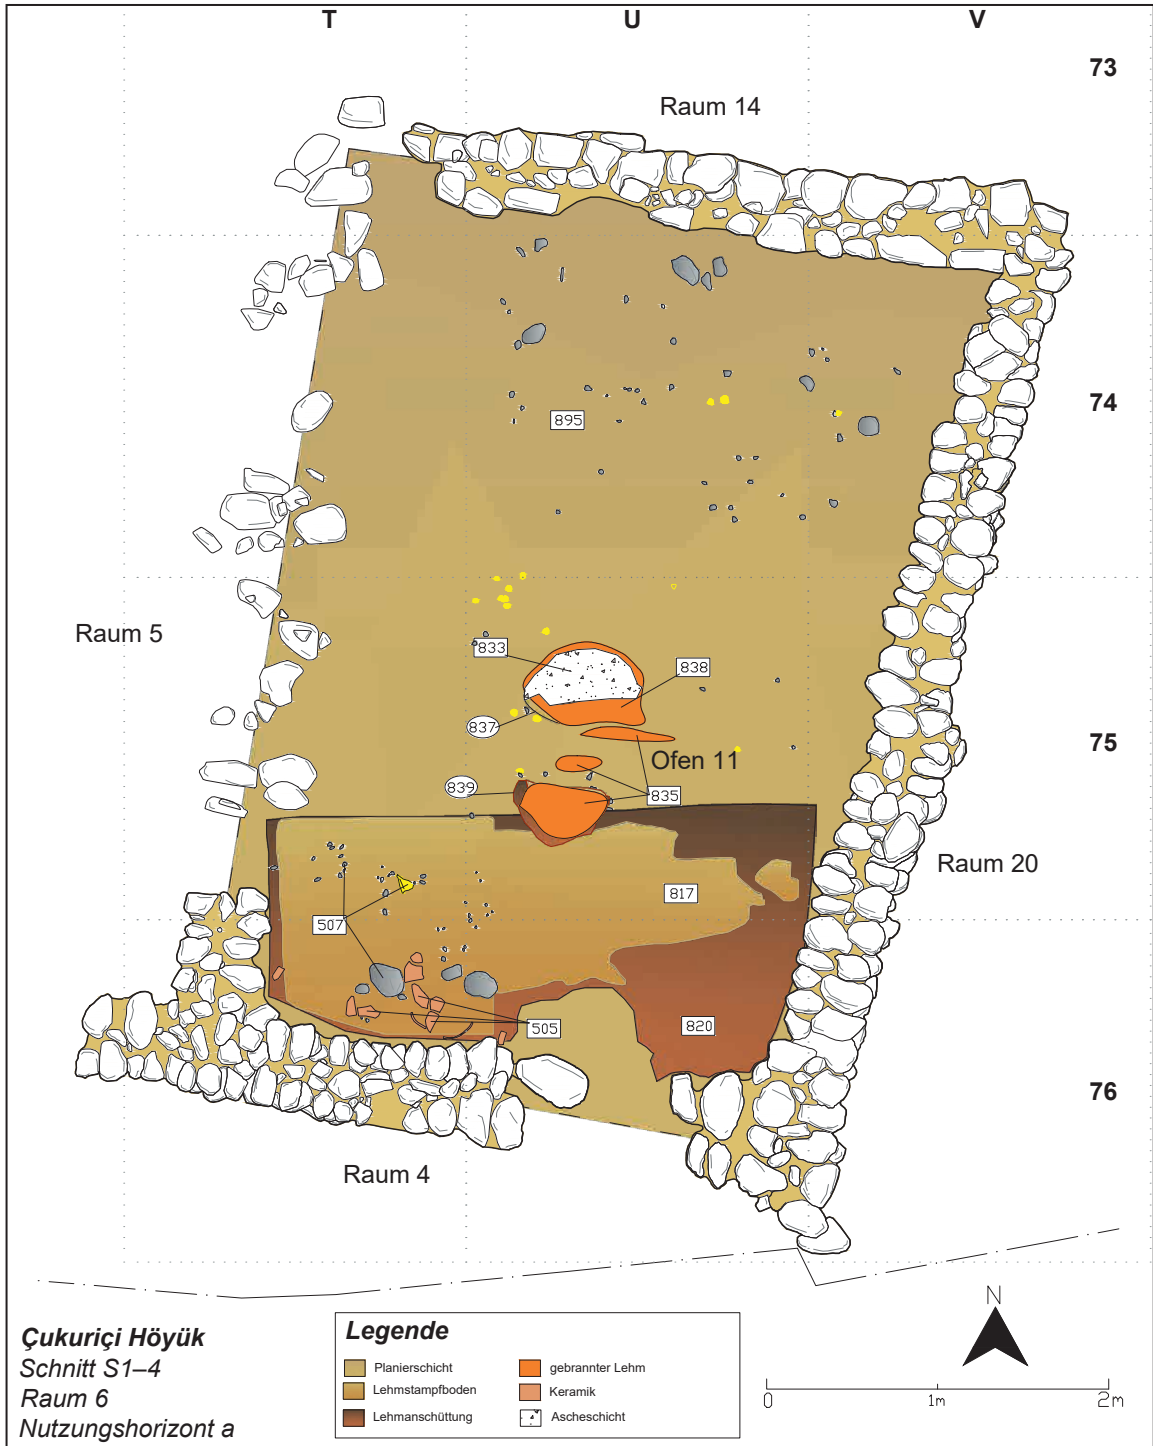 T U V
73
Raum 14
74
895
Raum 5
833
838
837
75
Ofen 11
839
835
Raum 20
817
507
820
505
76
Raum 4
Çukuriçi Höyük
Schnitt S1–4
Raum 6
Nutzungshorizont a
Legende
Planierschicht
Lehmstampfboden
Lehmanschüttung
gebrannter Lehm
Keramik
Ascheschicht
N
0 1m 2m